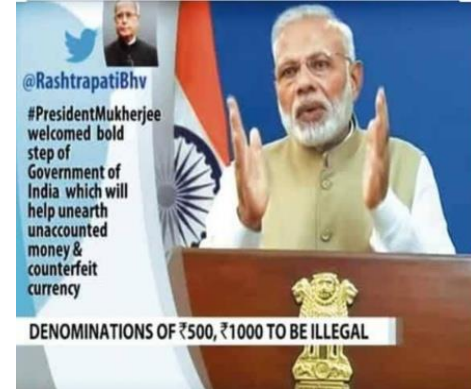 @RashtrapatiBhv
#PresidentMukherjee
welcomed bold
step of
Government of
India which will
help unearth
unaccounted
money &
counterfeit
currency
DENOMINATIONS OF ₹500, ₹1000 TO BE ILLEGAL